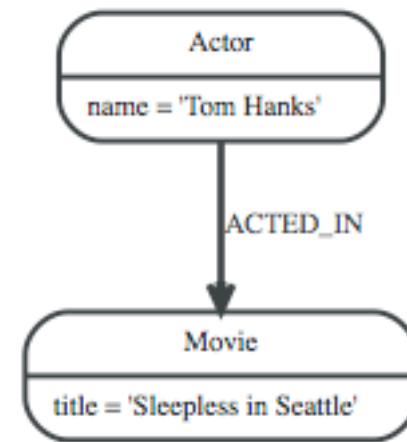 Actor
name = 'Tom Hanks'
ACTED_IN
Movie
title = 'Sleepless in Seattle'